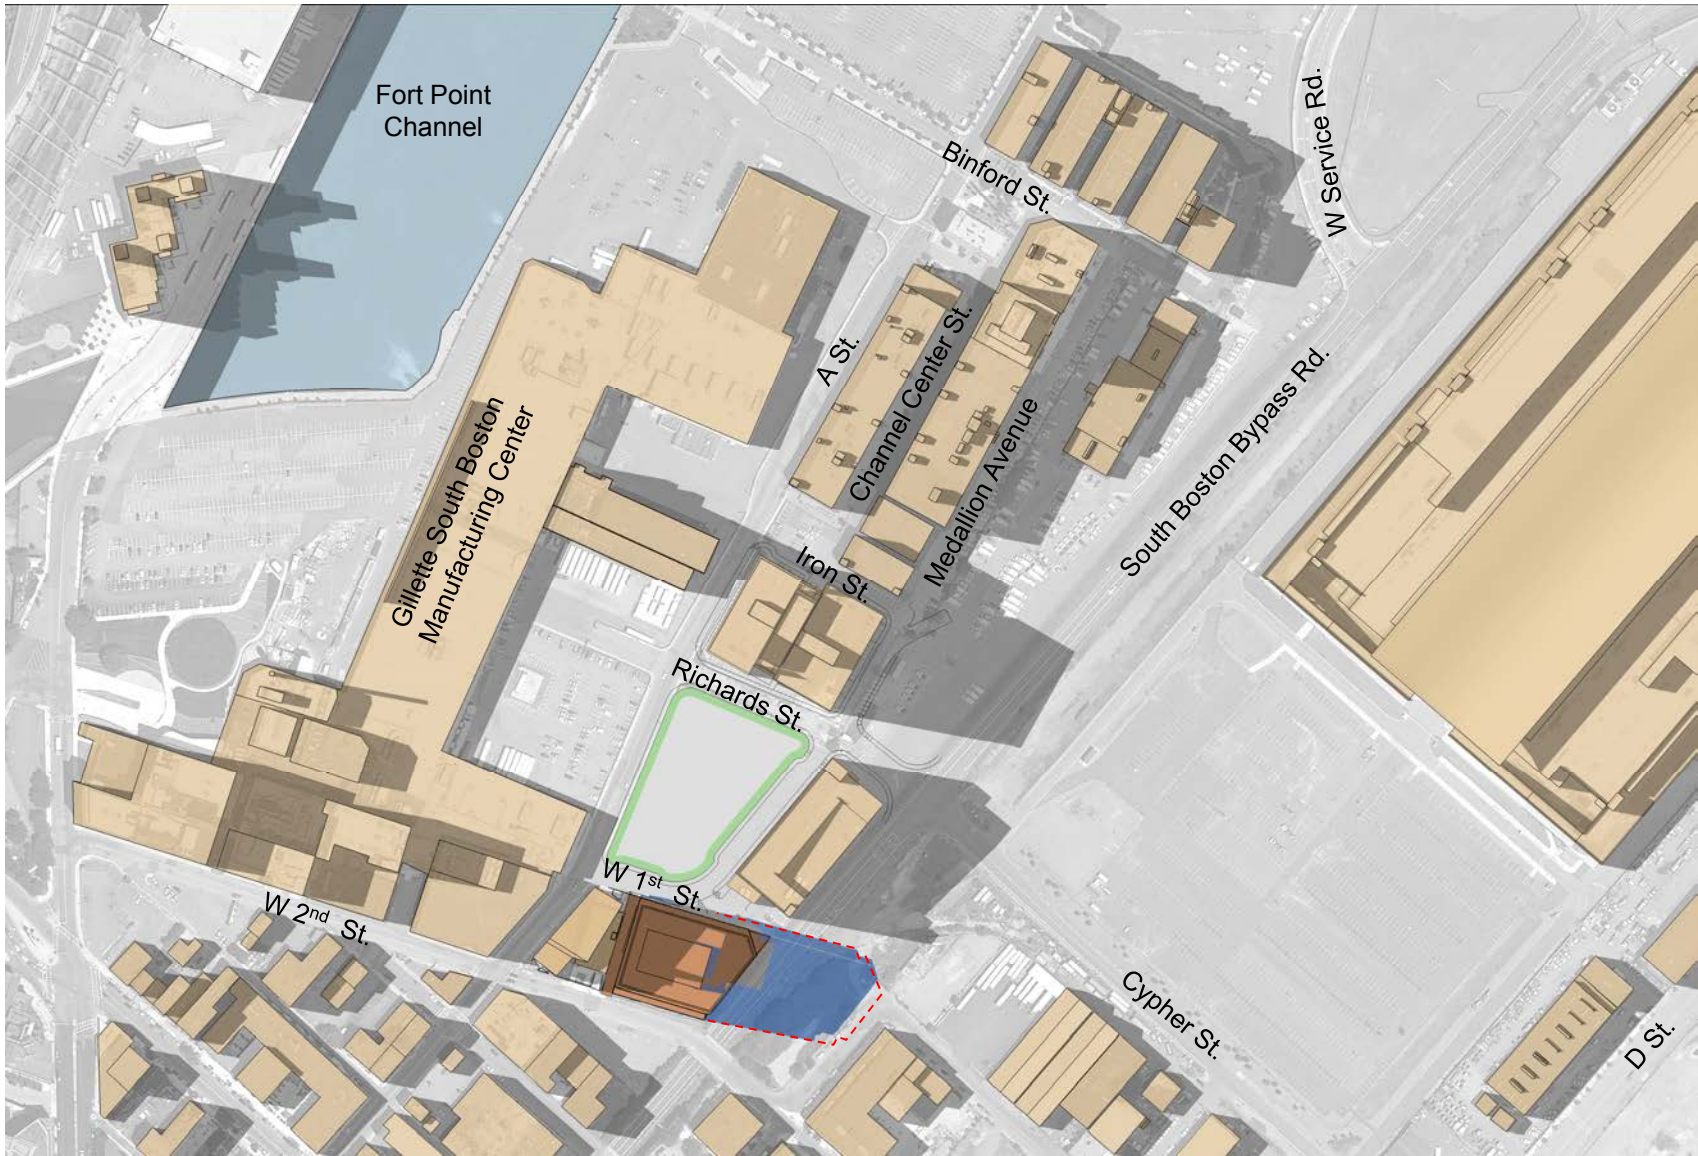 Fort Point
Channel
Binford St.
W Service Rd.
A St.
Channel Center St.
Medallion Avenue
South Boston Bypass Rd.
Gillette South Boston
Manufacturing Center
Iron St.
Richards St.
W 1st St.
W 2nd St.
Cypher St.
D St.